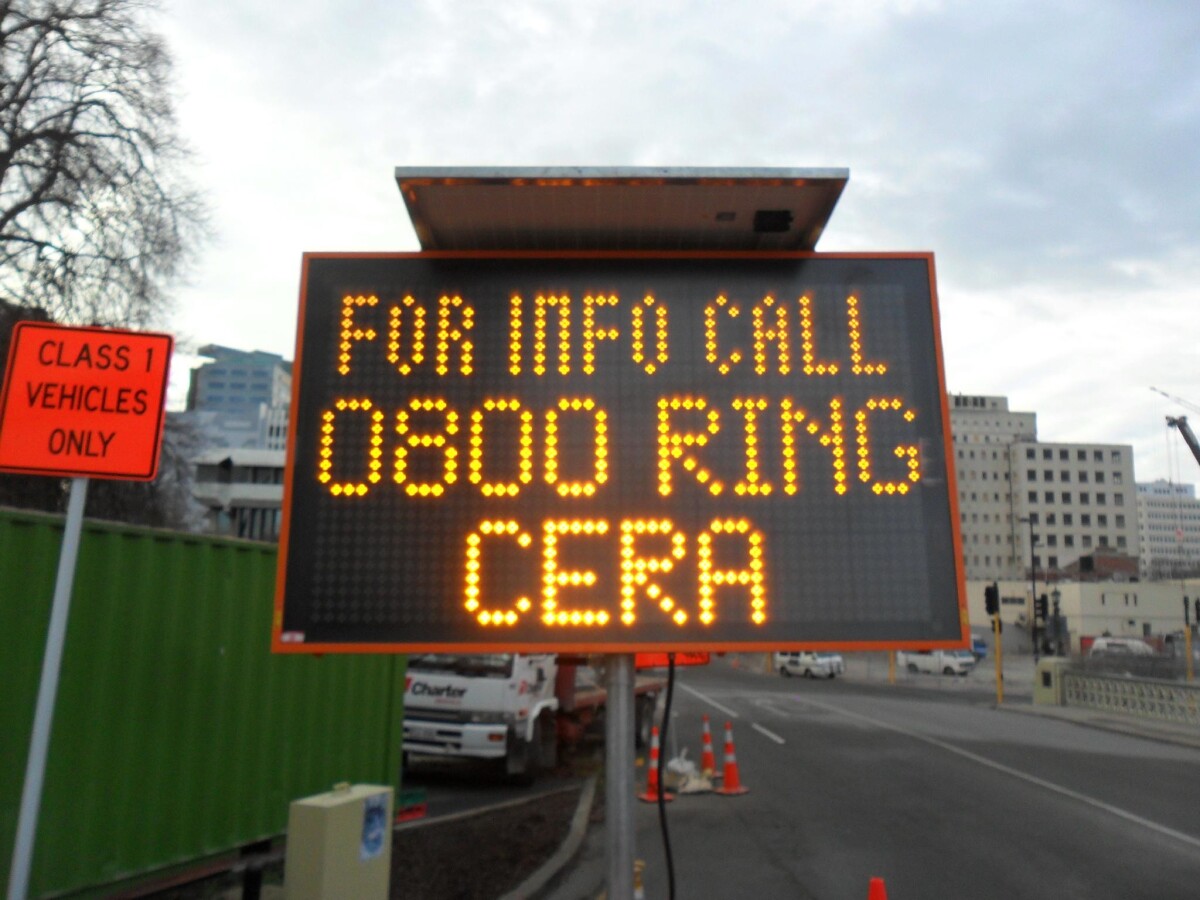 CLASS 1
VEHICLES
ONLY
FOR INFO CALL
0800 RING
CERA
Charter